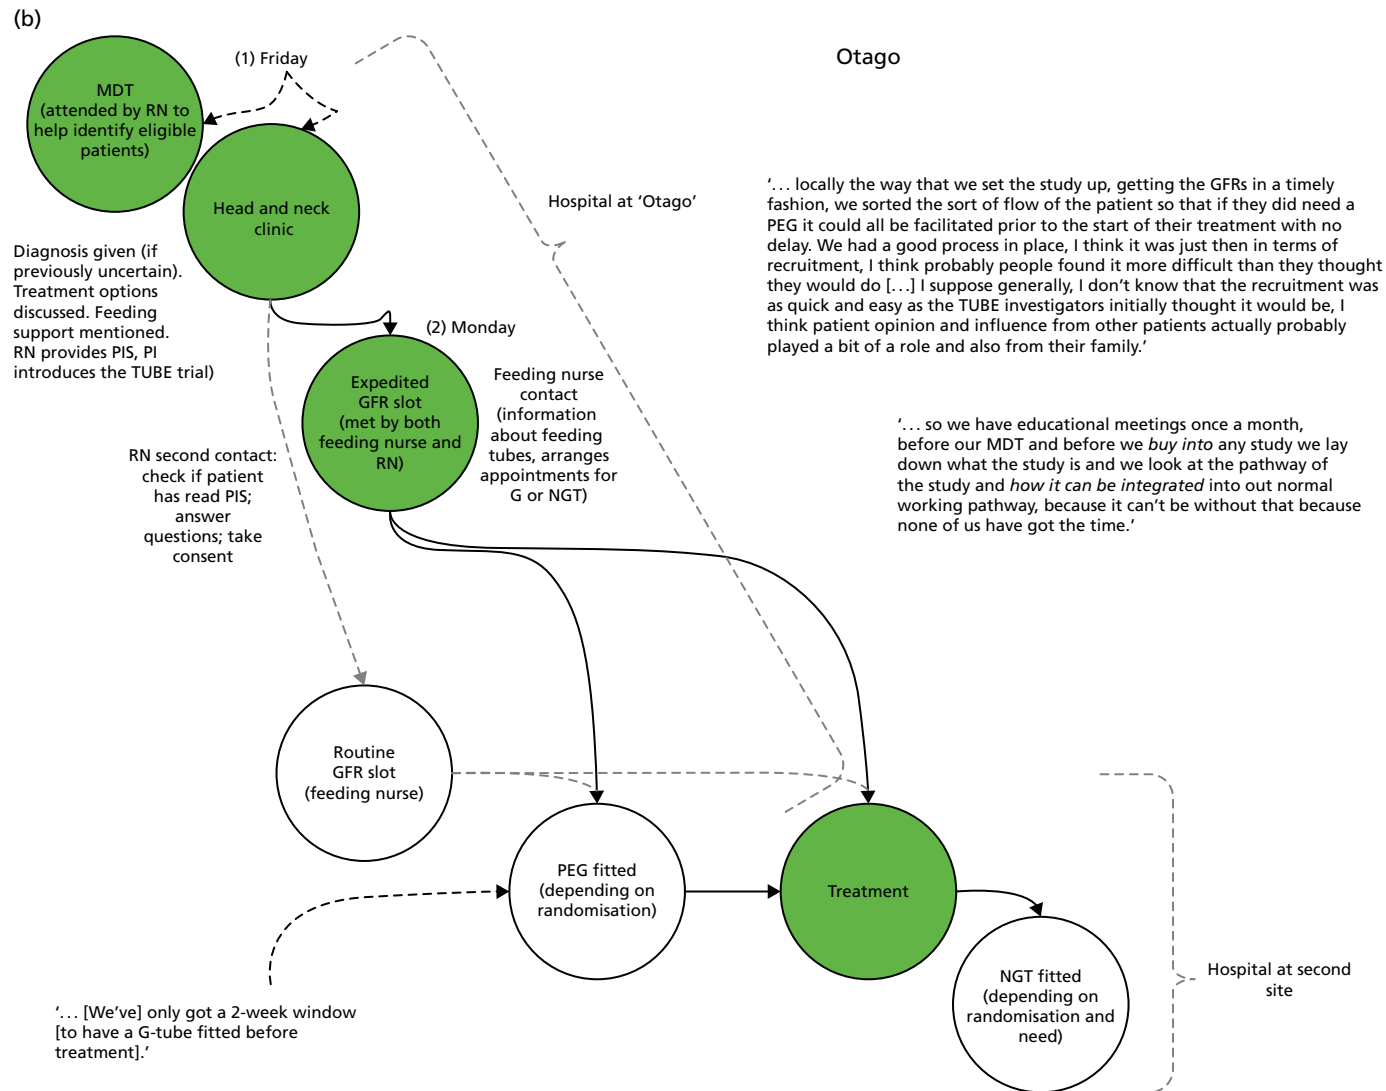 (b)
Otago
(1) Friday
MDT
(attended by RN to
help identify eligible
patients)
Head and neck
clinic
Hospital at ‘Otago’
‘… locally the way that we set the study up, getting the GFRs in a timely
fashion, we sorted the sort of flow of the patient so that if they did need a
PEG it could all be facilitated prior to the start of their treatment with no
delay. We had a good process in place, I think it was just then in terms of
recruitment, I think probably people found it more difficult than they thought
they would do […] I suppose generally, I don’t know that the recruitment was
as quick and easy as the TUBE investigators initially thought it would be, I
think patient opinion and influence from other patients actually probably
played a bit of a role and also from their family.’
Diagnosis given (if
previously uncertain).
Treatment options
discussed. Feeding
support mentioned.
RN provides PIS, PI
introduces the TUBE trial)
(2) Monday
Expedited
GFR slot
(met by both
feeding nurse and
RN)
Feeding nurse
contact
(information
about feeding
tubes, arranges
appointments for
G or NGT)
‘… so we have educational meetings once a month,
before our MDT and before we buy into any study we lay
down what the study is and we look at the pathway of
the study and how it can be integrated into out normal
working pathway, because it can’t be without that because
none of us have got the time.’
RN second contact:
check if patient
has read PIS;
answer
questions; take
consent
Routine
GFR slot
(feeding nurse)
PEG fitted
(depending on
randomisation)
Treatment
NGT fitted
(depending on
randomisation and
need)
Hospital at second
site
‘… [We’ve] only got a 2-week window
[to have a G-tube fitted before
treatment].’